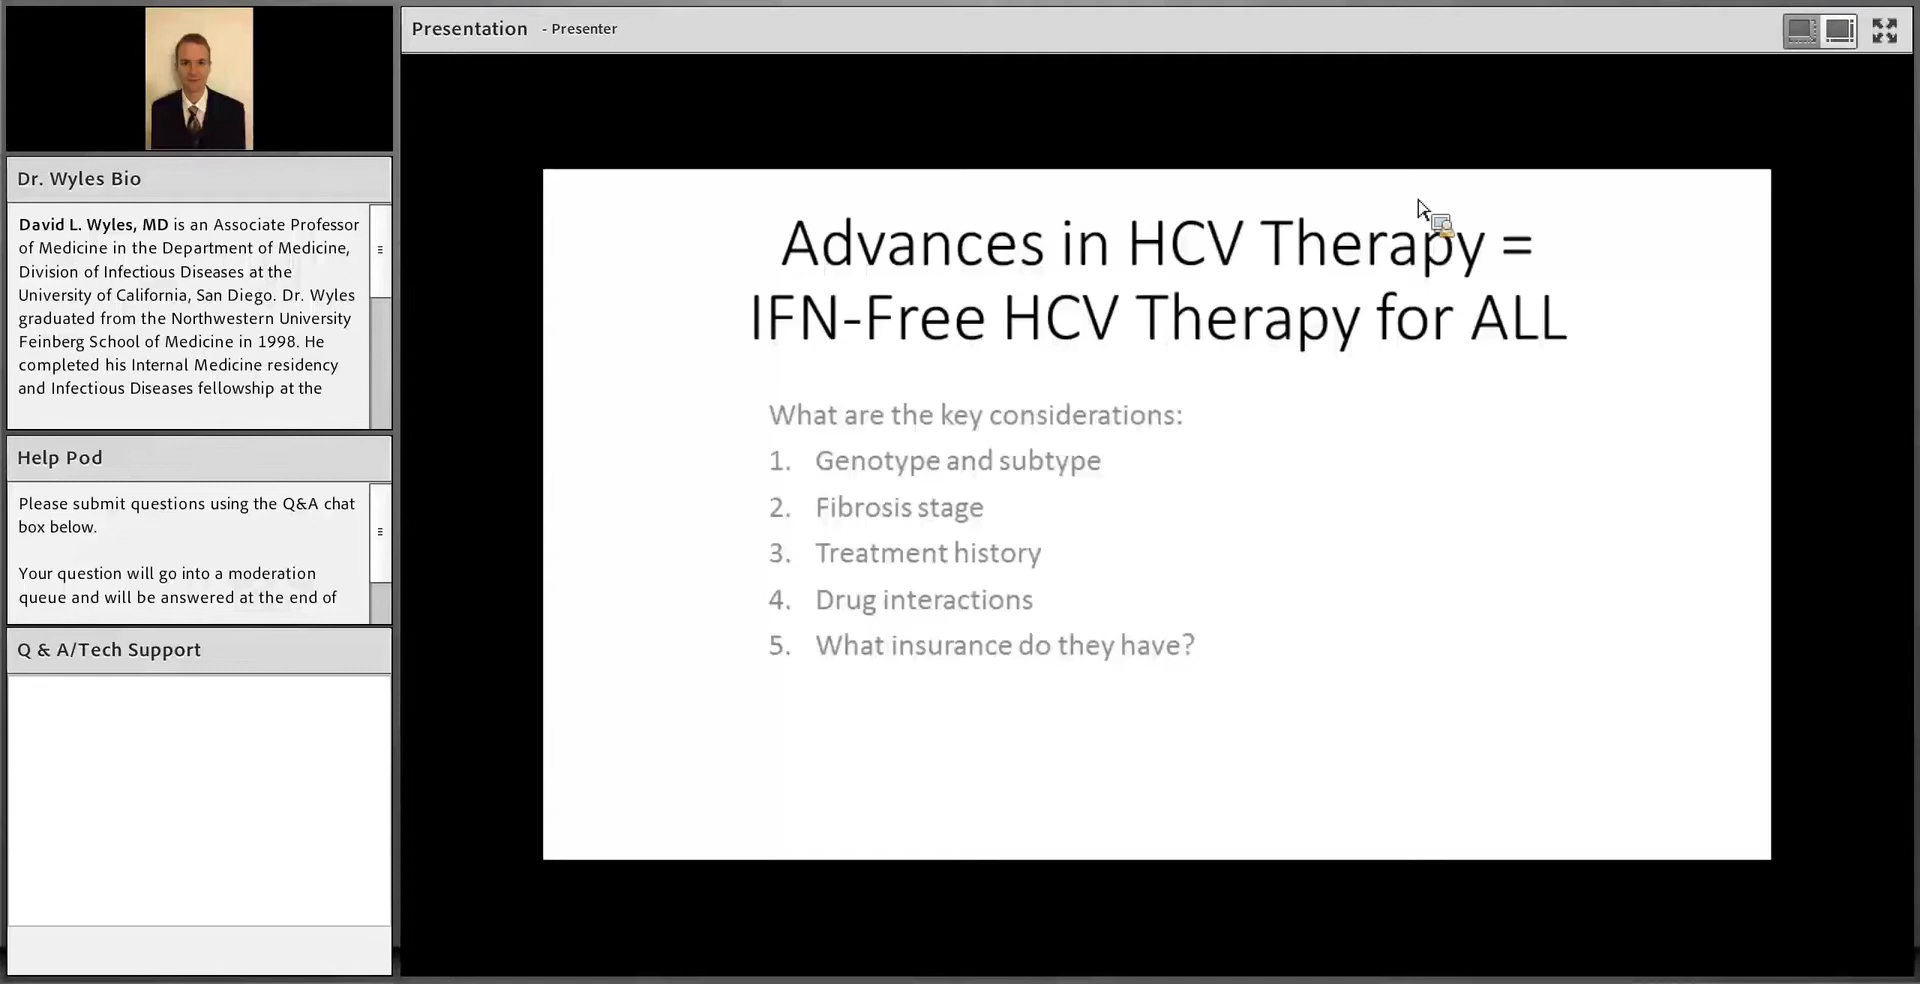 Presentation - Presenter
Dr. Wyles Bio
David L. Wyles, MD is an Associate Professor
of Medicine in the Department of Medicine,
Division of Infectious Diseases at the
University of California, San Diego. Dr. Wyles
graduated from the Northwestern University
Feinberg School of Medicine in 1998. He
completed his Internal Medicine residency
and Infectious Diseases fellowship at the
Help Pod
Please submit questions using the Q&A chat
box below.
Your question will go into a moderation
queue and will be answered at the end of
Q & A/Tech Support
Advances in HCV Therapy =
IFN-Free HCV Therapy for ALL
What are the key considerations:
1. Genotype and subtype
2. Fibrosis stage
3. Treatment history
4. Drug interactions
5. What insurance do they have?